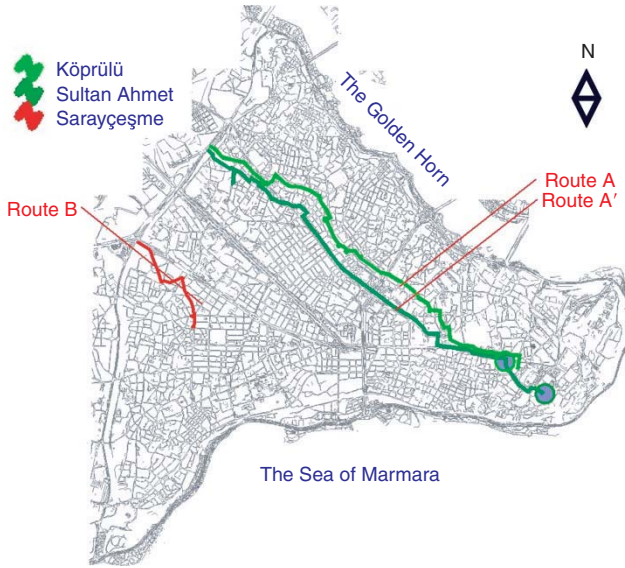 Köprülü
Sultan Ahmet
Sarayçeşme
N
The Golden Horn
Route A
Route A′
Route B
The Sea of Marmara